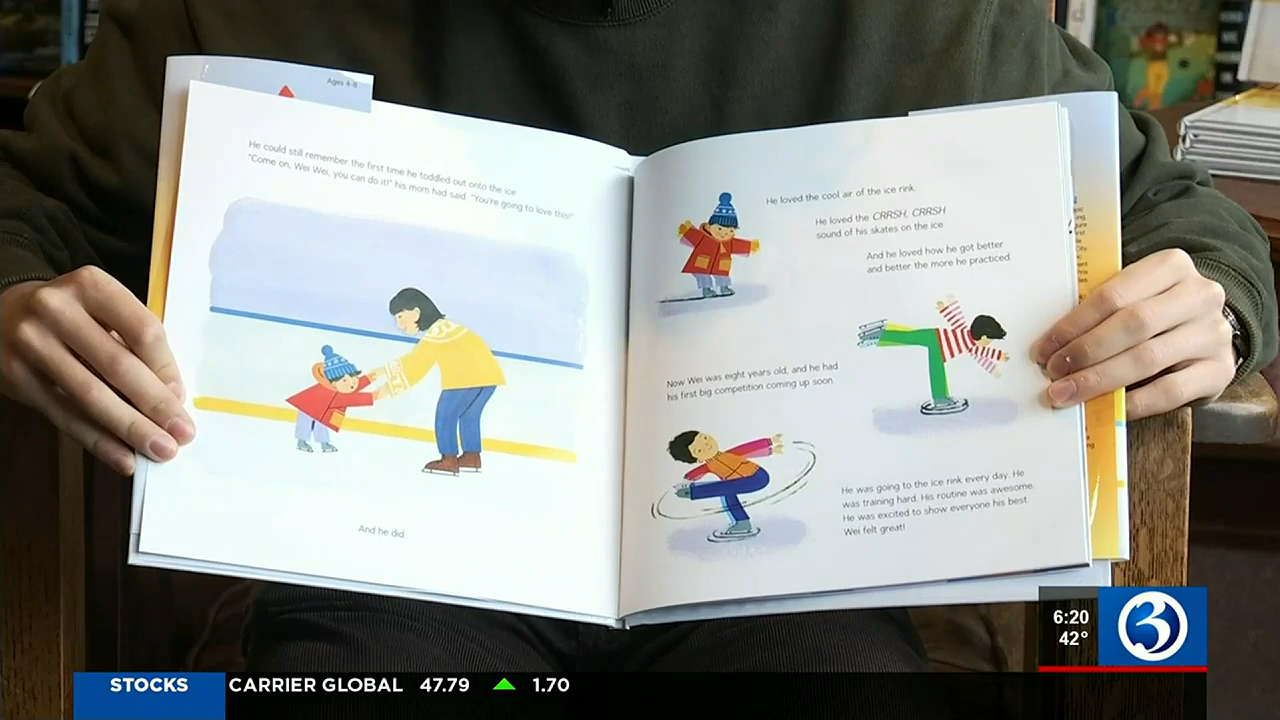 Ages 4-8
He could still remember the first time he toddled out onto the ice.
"Come on, Wei Wei, you can do it!" his mom had said. "You're going to love this!"
And he did.
He loved the cool air of the ice rink.
He loved the CRRSH, CRRSH
sound of his skates on the ice.
And he loved how he got better
and better the more he practiced.
Now Wei was eight years old, and he had
his first big competition coming up soon.
He was going to the ice rink every day. He
was training hard. His routine was awesome.
He was excited to show everyone his best.
Wei felt great!
6:20
42°
3
STOCKS CARRIER GLOBAL 47.79 1.70